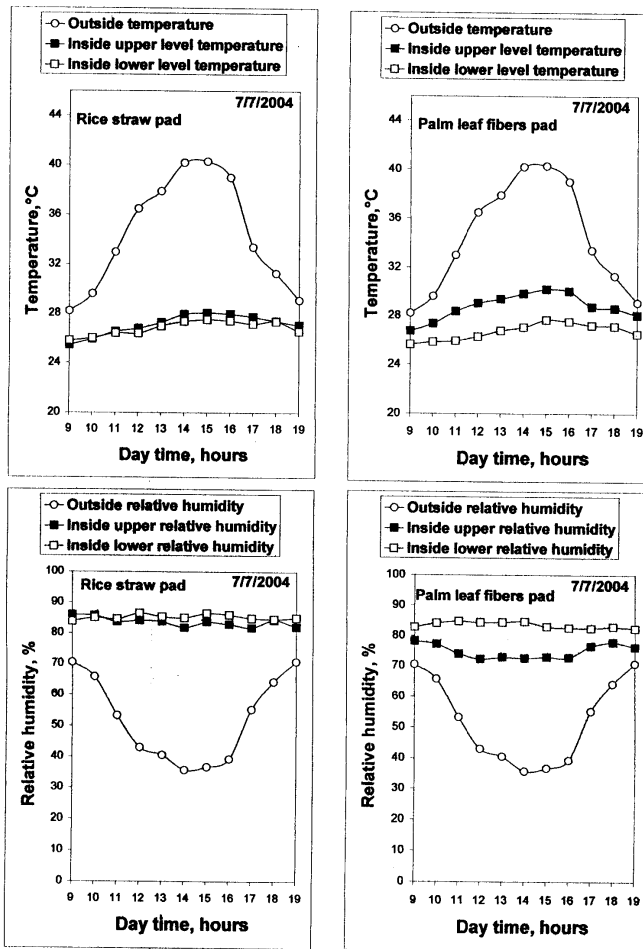 Outside temperature
Inside upper level temperature
Inside lower level temperature
7/7/2004
Rice straw pad
Temperature,°C
44
40
36
32
28
24
20
9 10 11 12 13 14 15 16 17 18 19
Day time, hours
Outside temperature
Inside upper level temperature
Inside lower level temperature
7/7/2004
Palm leaf fibers pad
Temperature,°C
44
40
36
32
28
24
20
9 10 11 12 13 14 15 16 17 18 19
Day time, hours
Outside relative humidity
Inside upper relative humidity
Inside lower relative humidity
Rice straw pad 7/7/2004
Relative humidity, %
100
90
80
70
60
50
40
30
20
10
0
9 10 11 12 13 14 15 16 17 18 19
Day time, hours
Outside relative humidity
Inside upper relative humidity
Inside lower relative humidity
7/7/2004
Palm leaf fibers pad
Relative humidity, %
100
90
80
70
60
50
40
30
20
10
0
9 10 11 12 13 14 15 16 17 18 19
Day time, hours